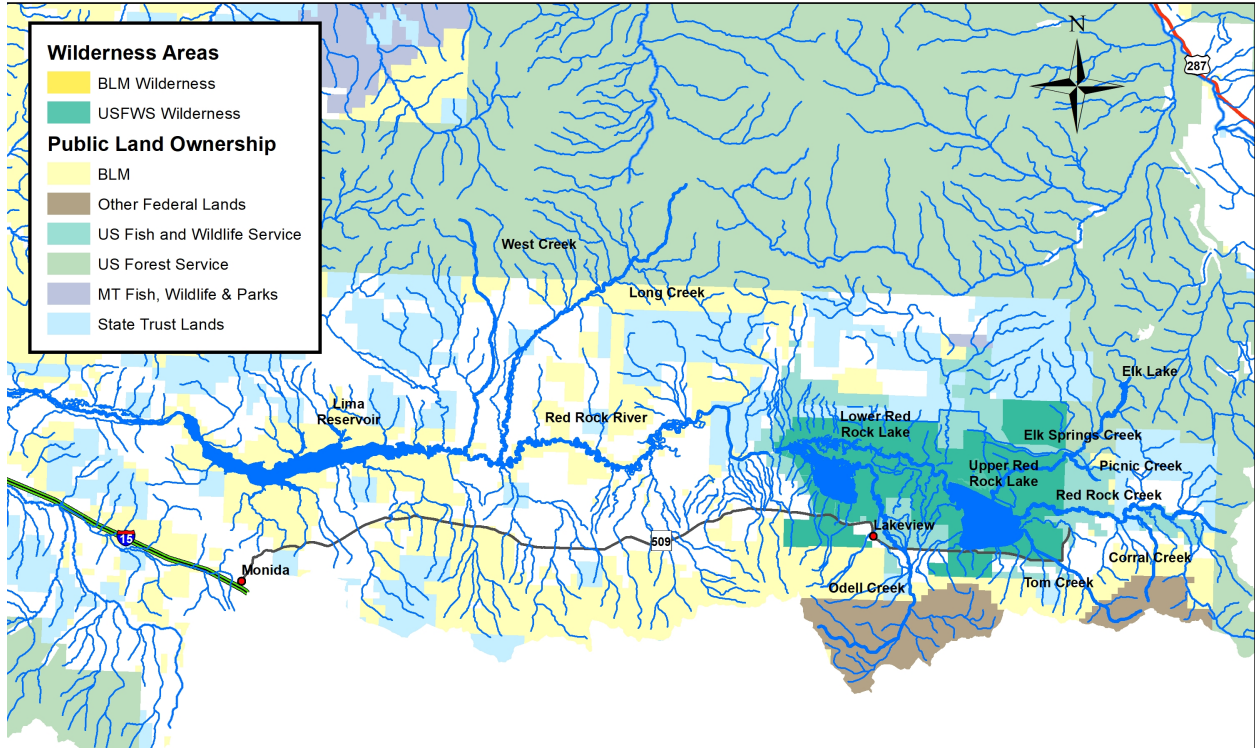 Wilderness Areas
BLM Wilderness
USFWS Wilderness
Public Land Ownership
BLM
Other Federal Lands
US Fish and Wildlife Service
US Forest Service
MT Fish, Wildlife & Parks
State Trust Lands
N
287
West Creek
Long Creek
Elk Lake
Lima
Reservoir
Red Rock River
Lower Red
Rock Lake
Elk Springs Creek
Upper Red
Rock Lake
Picnic Creek
Red Rock Creek
Lakeview
15
509
Monida
Corral Creek
Odell Creek
Tom Creek